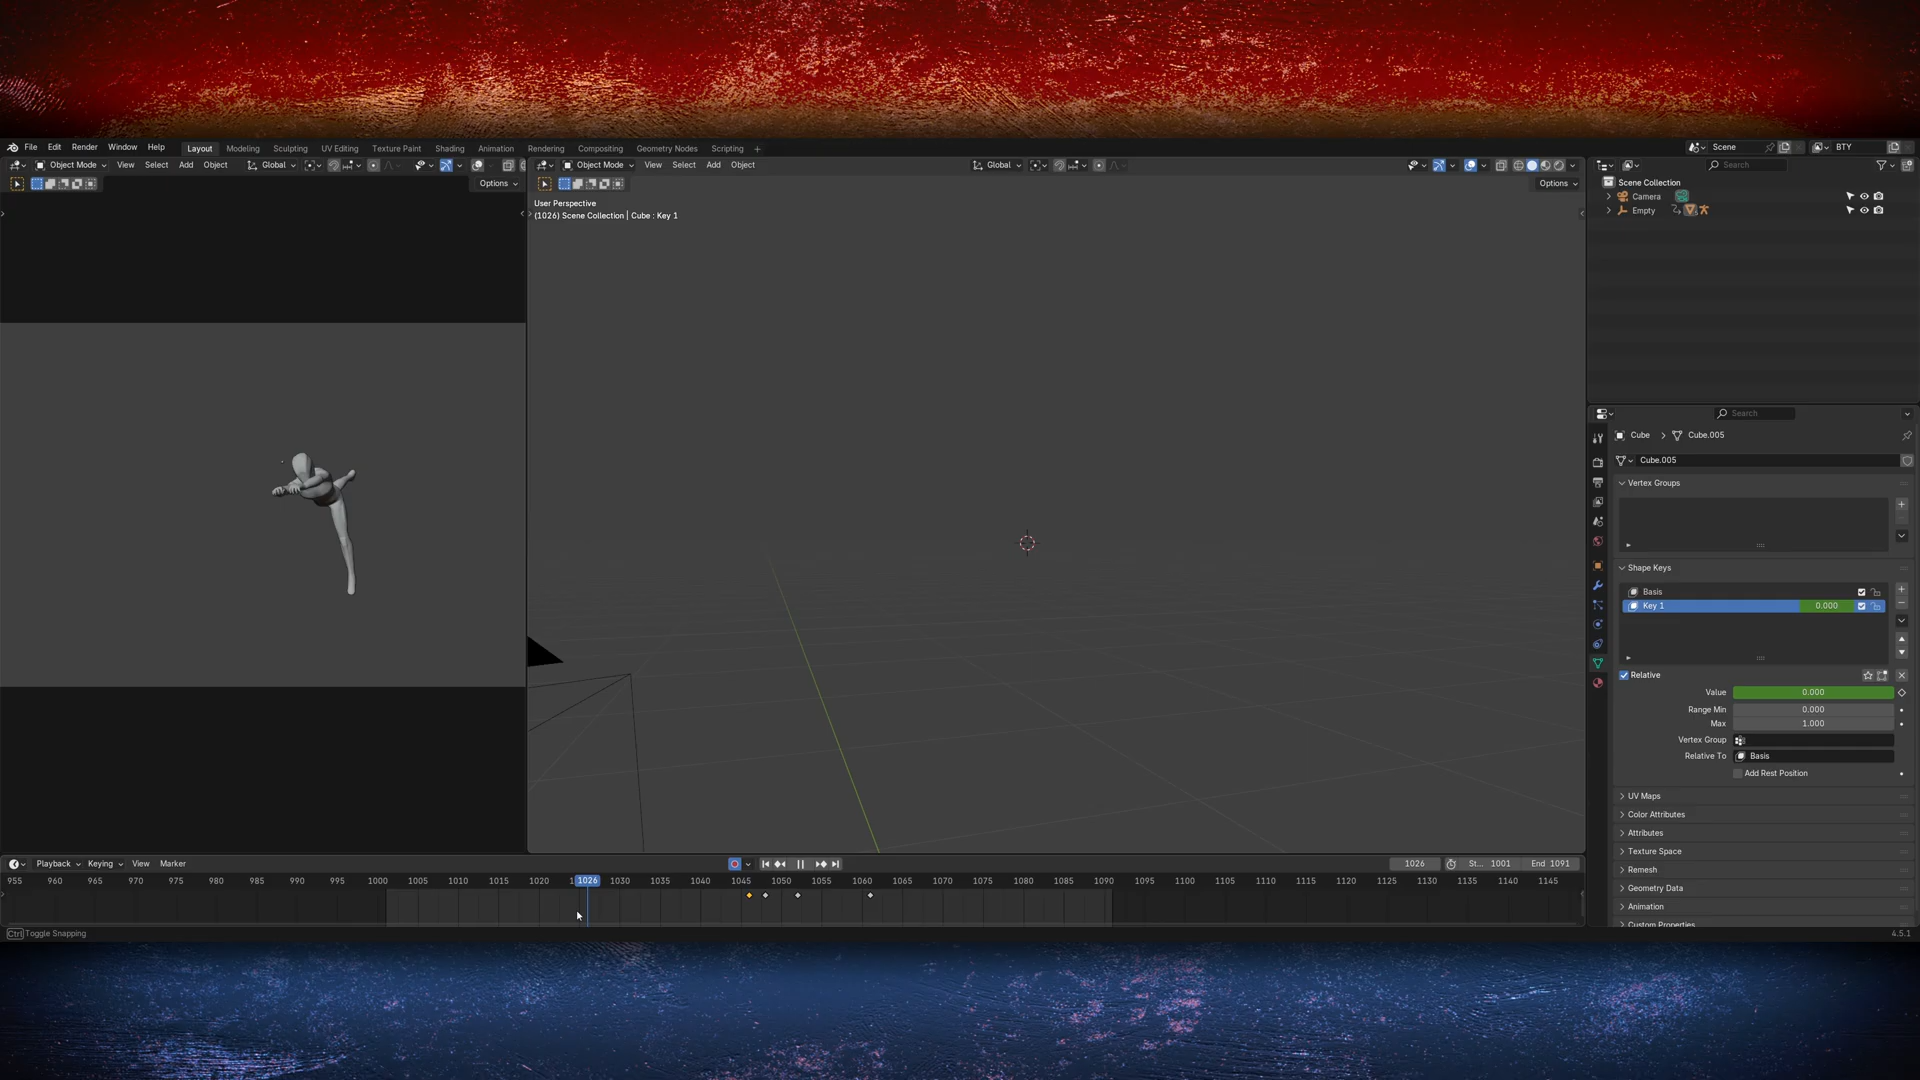 File Edit Render Window Help Layout Modeling Sculpting UV Editing Texture Paint Shading Animation Rendering Compositing Geometry Nodes Scripting + Scene BTY
Object Mode View Select Add Object Global Object Mode View Select Add Object Global Search
Options Options
Scene Collection
Camera
Empty
User Perspective
(1026) Scene Collection | Cube : Key 1
Search
Cube > Cube.005
Cube.005
Vertex Groups
Shape Keys
Basis
Key 1 0.000
Relative
Value 0.000
Range Min 0.000
Max 1.000
Vertex Group
Relative To Basis
Add Rest Position
UV Maps
Color Attributes
Attributes
Texture Space
Remesh
Geometry Data
Animation
Custom Properties
Playback Keying View Marker 1026 St... 1001 End 1091
955 960 965 970 975 980 985 990 995 1000 1005 1010 1015 1020 1026 1030 1035 1040 1045 1050 1055 1060 1065 1070 1075 1080 1085 1090 1095 1100 1105 1110 1115 1120 1125 1130 1135 1140 1145
Ctrl Toggle Snapping 4.5.1